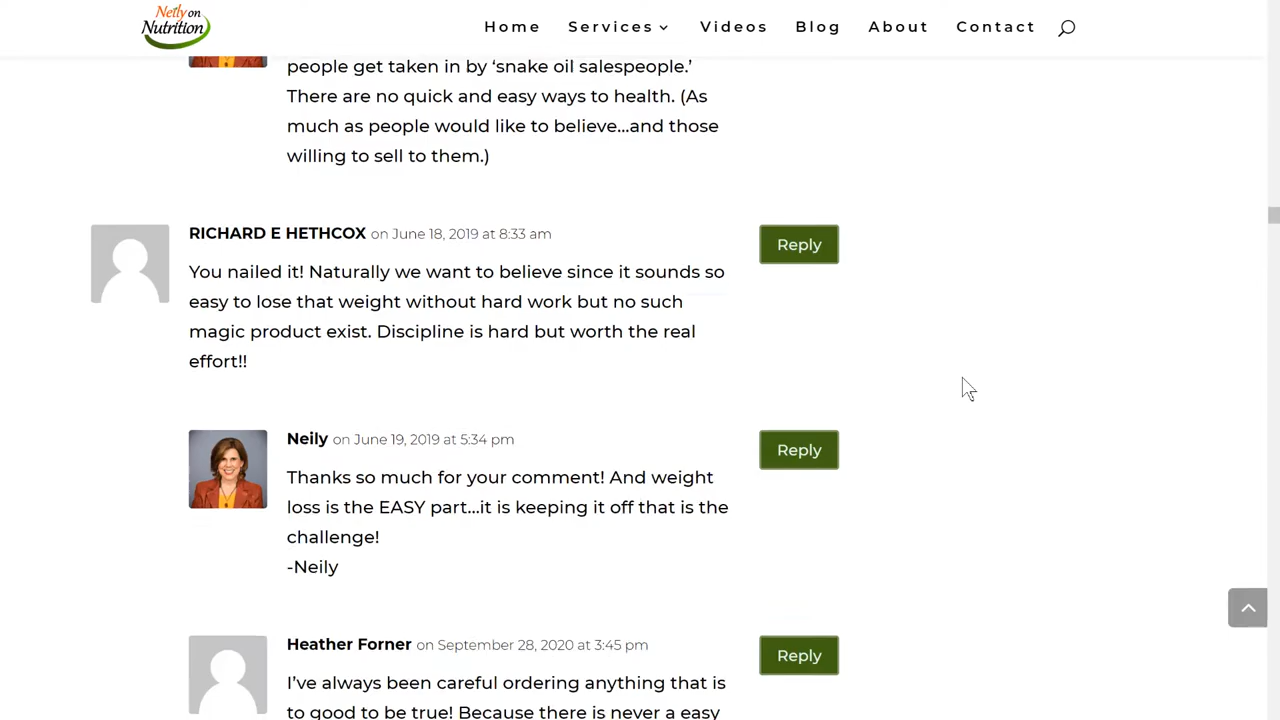 Neily on
Nutrition
Home Services Videos Blog About Contact
people get taken in by ‘snake oil salespeople.’
There are no quick and easy ways to health. (As
much as people would like to believe…and those
willing to sell to them.)
RICHARD E HETHCOX on June 18, 2019 at 8:33 am
Reply
You nailed it! Naturally we want to believe since it sounds so
easy to lose that weight without hard work but no such
magic product exist. Discipline is hard but worth the real
effort!!
Neily on June 19, 2019 at 5:34 pm
Reply
Thanks so much for your comment! And weight
loss is the EASY part…it is keeping it off that is the
challenge!
-Neily
Heather Forner on September 28, 2020 at 3:45 pm
Reply
I’ve always been careful ordering anything that is
to good to be true! Because there is never a easy